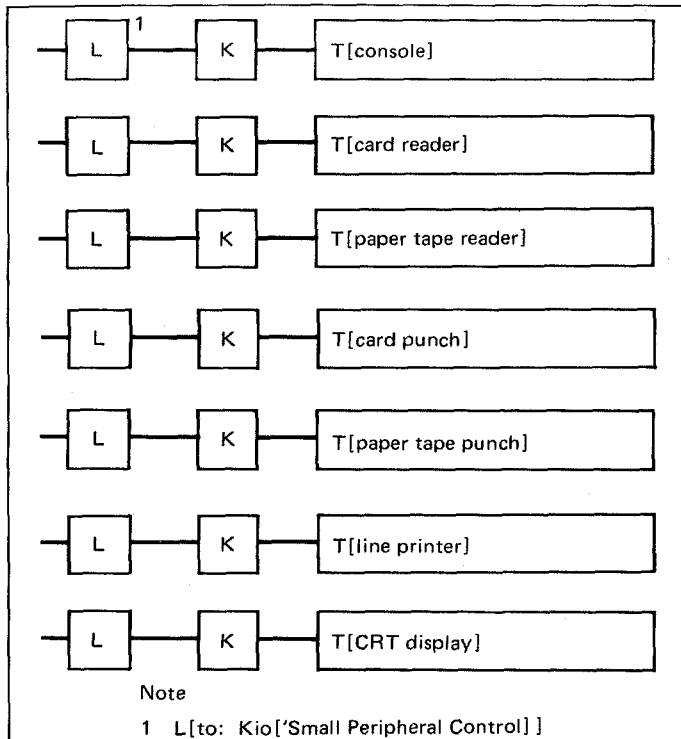 1
L K T[console]
L K T[card reader]
L K T[paper tape reader]
L K T[card punch]
L K T[paper tape punch]
L K T[line printer]
L K T[CRT display]
Note
1 L[to: Kio['Small Peripheral Control] ]